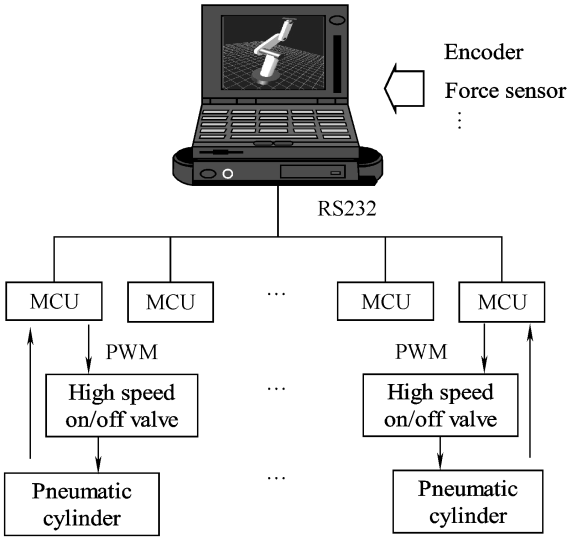 Encoder
Force sensor
⋮
RS232
MCU
MCU
⋯
MCU
MCU
PWM
PWM
High speed
on/off valve
⋯
High speed
on/off valve
Pneumatic
cylinder
⋯
Pneumatic
cylinder